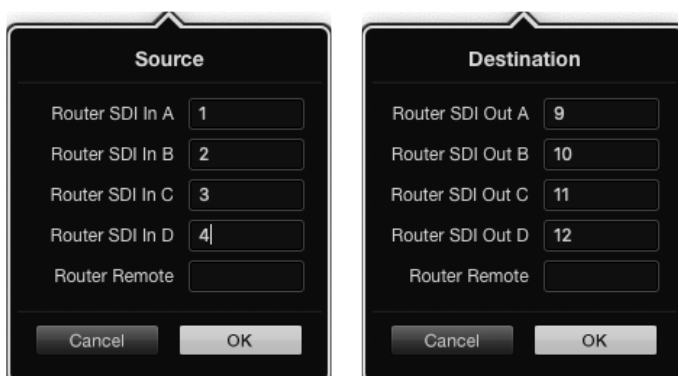 Source
Router SDI In A 1
Router SDI In B 2
Router SDI In C 3
Router SDI In D 4
Router Remote
Cancel OK
Destination
Router SDI Out A 9
Router SDI Out B 10
Router SDI Out C 11
Router SDI Out D 12
Router Remote
Cancel OK